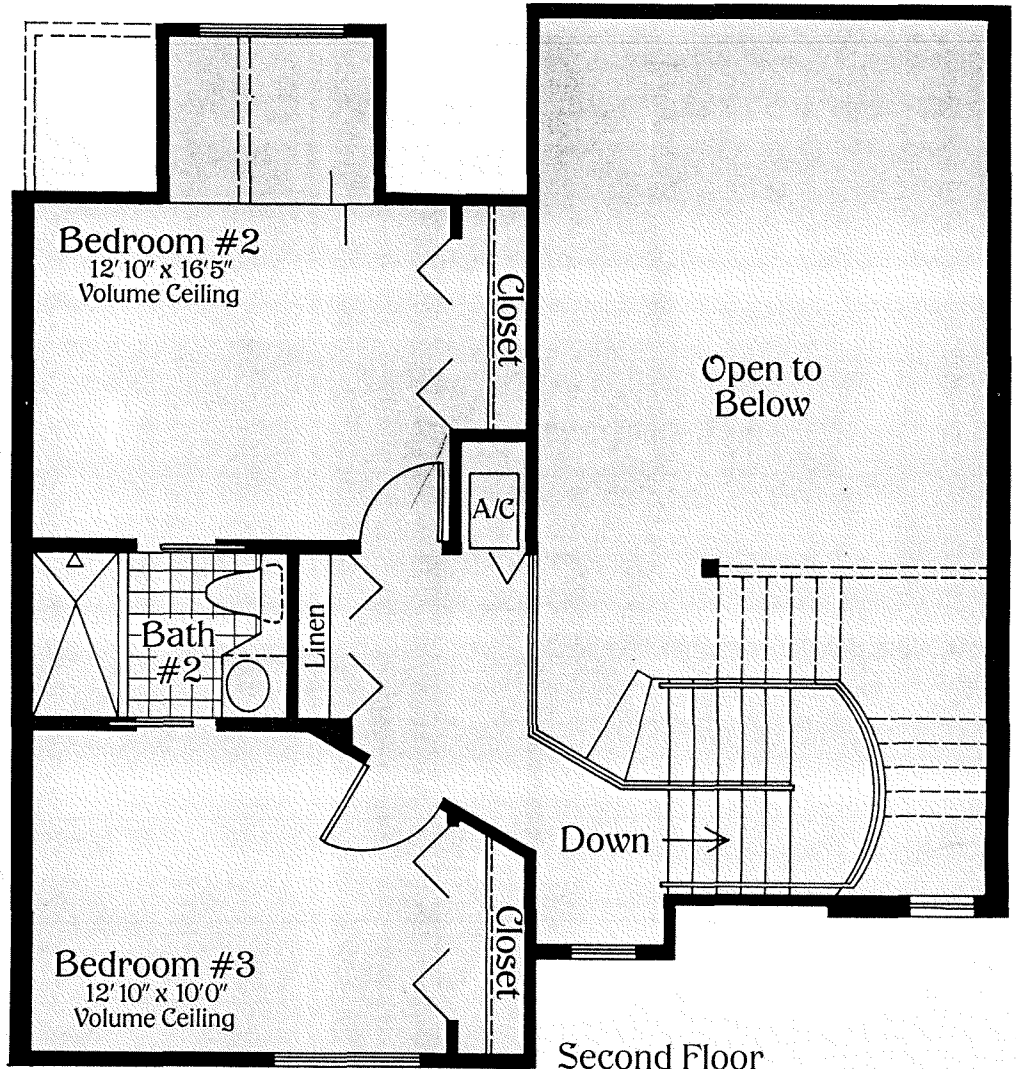 Bedroom #2
12'10" x 16'5"
Volume Ceiling
Closet
Open to
Below
A/C
Linen
Bath
#2
Down
Bedroom #3
12'10" x 10'0"
Volume Ceiling
Closet
Second Floor